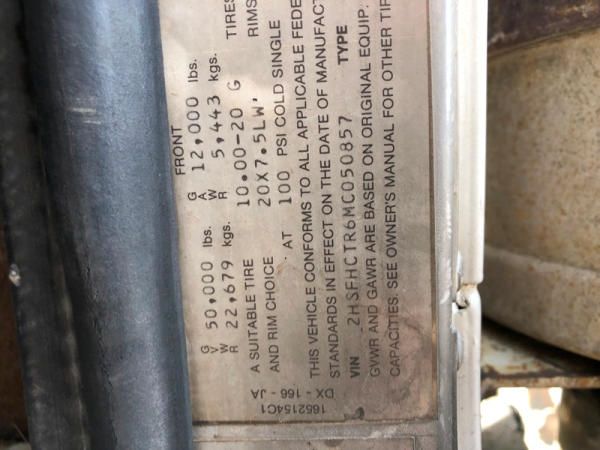 FRONT
G V W R 50,000 lbs. G A W R 12,000 lbs.
22,679 kgs. 5,443 kgs.
A SUITABLE TIRE 10.00-20 G TIRES
AND RIM CHOICE 20X7.5LW, RIMS
AT 100 PSI COLD SINGLE
THIS VEHICLE CONFORMS TO ALL APPLICABLE FEDE
STANDARDS IN EFFECT ON THE DATE OF MANUFACT
VIN 2HSFHCTR6MC050857 TYPE
GVWR AND GAWR ARE BASED ON ORIGINAL EQUIP.
CAPACITIES. SEE OWNER'S MANUAL FOR OTHER TIR
DX - 166 - JA
1652154C1